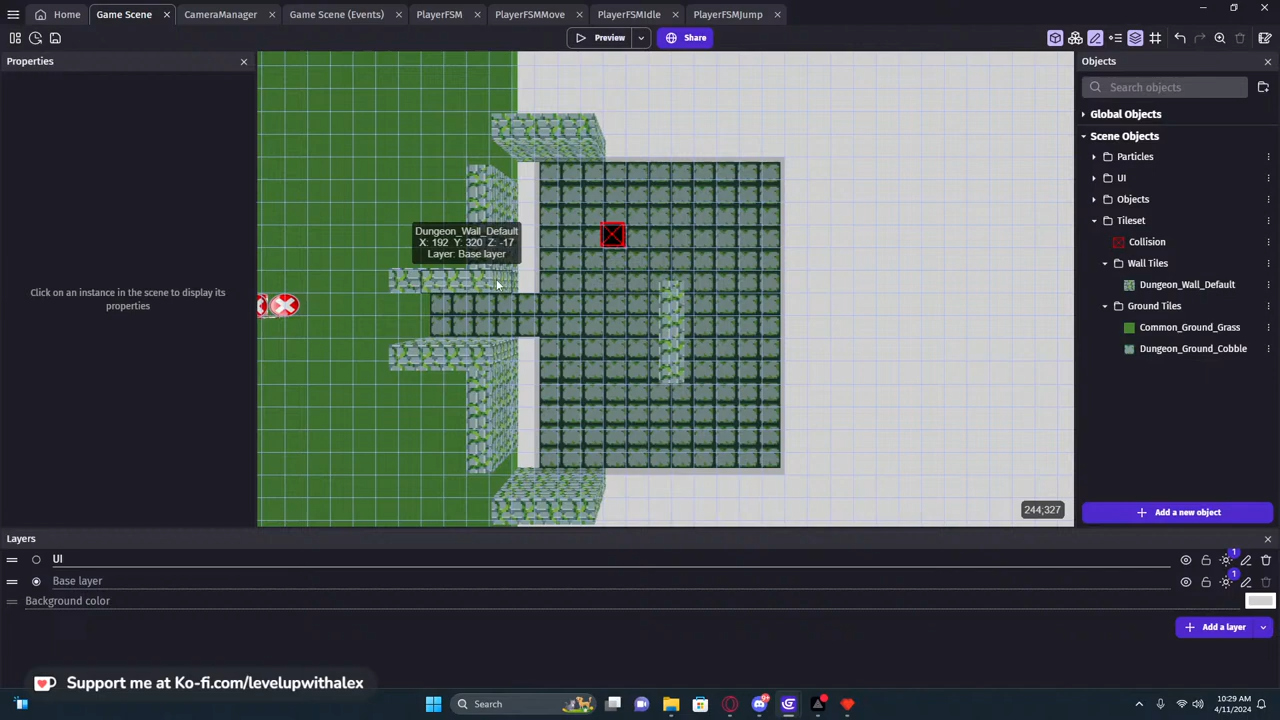 Home
Game Scene
CameraManager
Game Scene (Events)
PlayerFSM
PlayerFSMMove
PlayerFSMIdle
PlayerFSMJump
Preview
Share
Properties
Objects
Search objects
Global Objects
Scene Objects
Particles
UI
Objects
Tileset
Collision
Wall Tiles
Dungeon_Wall_Default
Ground Tiles
Common_Ground_Grass
Dungeon_Ground_Cobble
Dungeon_Wall_Default
X: 192 Y: 320 Z: -17
Layer: Base layer
Click on an instance in the scene to display its
properties
244;327
Add a new object
Layers
UI
1
Base layer
1
Background color
Add a layer
Support me at Ko-fi.com/levelupwithalex
Search
9+
10:29 AM
4/11/2024